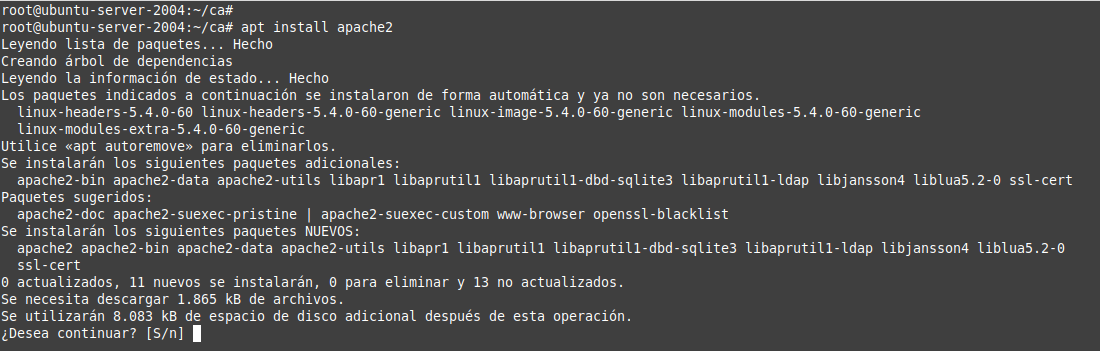 root@ubuntu-server-2004:~/ca#
root@ubuntu-server-2004:~/ca# apt install apache2
Leyendo lista de paquetes... Hecho
Creando árbol de dependencias
Leyendo la información de estado... Hecho
Los paquetes indicados a continuación se instalaron de forma automática y ya no son necesarios.
  linux-headers-5.4.0-60 linux-headers-5.4.0-60-generic linux-image-5.4.0-60-generic linux-modules-5.4.0-60-generic
  linux-modules-extra-5.4.0-60-generic
Utilice «apt autoremove» para eliminarlos.
Se instalarán los siguientes paquetes adicionales:
  apache2-bin apache2-data apache2-utils libapr1 libaprutil1 libaprutil1-dbd-sqlite3 libaprutil1-ldap libjansson4 liblua5.2-0 ssl-cert
Paquetes sugeridos:
  apache2-doc apache2-suexec-pristine | apache2-suexec-custom www-browser openssl-blacklist
Se instalarán los siguientes paquetes NUEVOS:
  apache2 apache2-bin apache2-data apache2-utils libapr1 libaprutil1 libaprutil1-dbd-sqlite3 libaprutil1-ldap libjansson4 liblua5.2-0
  ssl-cert
0 actualizados, 11 nuevos se instalarán, 0 para eliminar y 13 no actualizados.
Se necesita descargar 1.865 kB de archivos.
Se utilizarán 8.083 kB de espacio de disco adicional después de esta operación.
¿Desea continuar? [S/n]